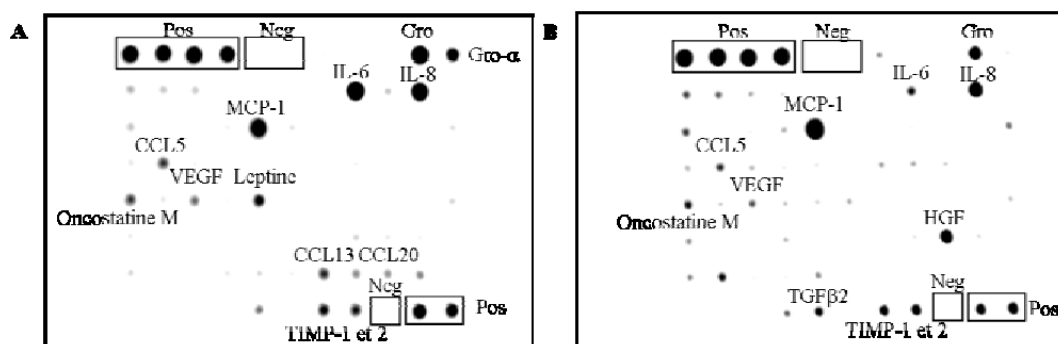 A
Pos Neg Gro
Gro-α
IL-6 IL-8
MCP-1
CCL5
VEGF Leptine
Oncostatine M
CCL13 CCL20
Neg
Pos
TIMP-1 et 2
B
Pos Neg Gro
IL-6 IL-8
MCP-1
CCL5
VEGF
Oncostatine M
HGF
Neg
TGFβ2
Pos
TIMP-1 et 2